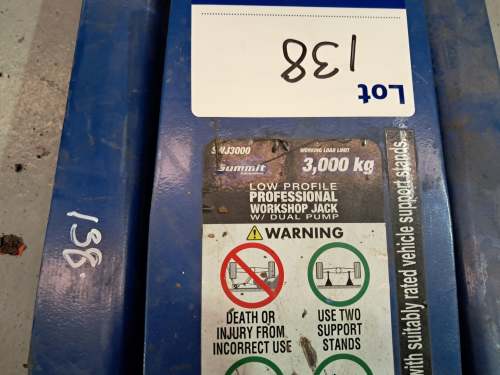 Lot
138
SWJ3000
Summit
WORKING LOAD LIMIT
3,000 kg
LOW PROFILE
PROFESSIONAL
WORKSHOP JACK
W/ DUAL PUMP
WARNING
DEATH OR
INJURY FROM
INCORRECT USE
USE TWO
SUPPORT
STANDS
with suitably rated vehicle support stands.
138